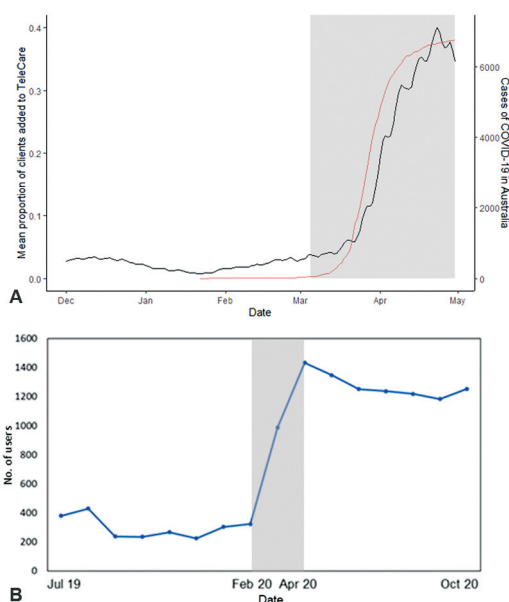 Mean proportion of clients added to TeleCare
0.4
0.3
0.2
0.1
0.0
6000
4000
2000
0
Cases of COVID-19 in Australia
Dec Jan Feb Mar Apr May
Date
A
1600
1400
1200
1000
800
600
400
200
0
No. of users
Jul 19 Feb 20 Apr 20 Oct 20
Date
B